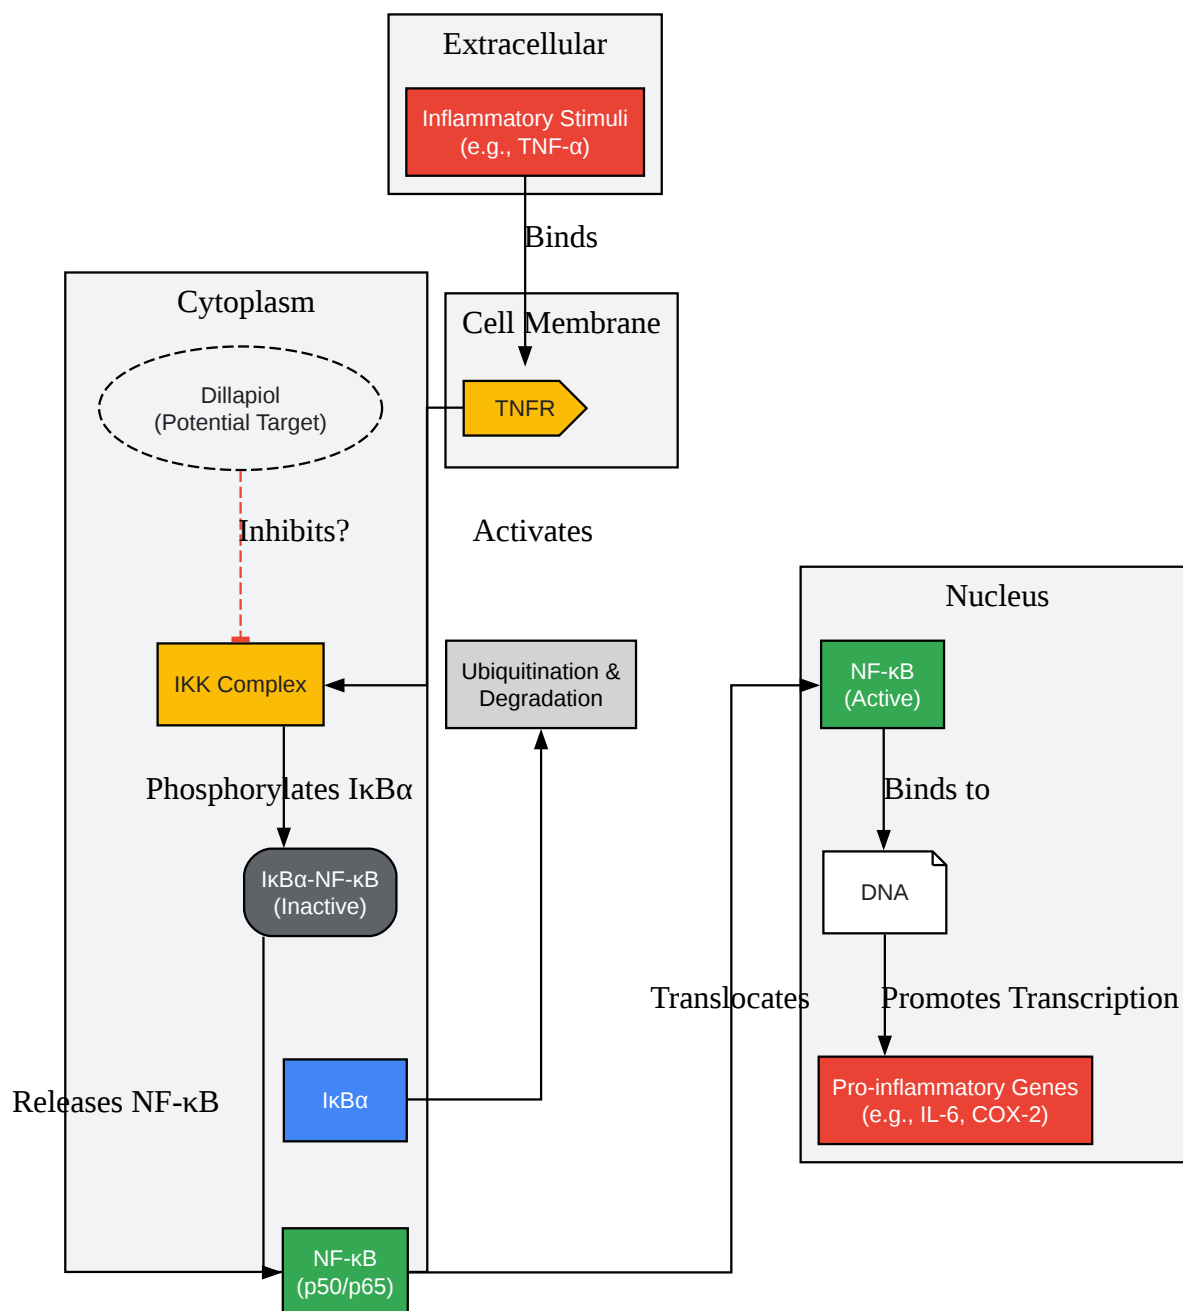 Extracellular
Inflammatory Stimuli
(e.g., TNF-α)
Binds
Cytoplasm
Cell Membrane
Dillapiol
(Potential Target)
TNFR
Inhibits?
Activates
Nucleus
IKK Complex
Ubiquitination &
Degradation
NF-κB
(Active)
Phosphorylates IκBα
Binds to
IκBα-NF-κB
(Inactive)
DNA
Translocates
Promotes Transcription
Releases NF-κB
IκBα
Pro-inflammatory Genes
(e.g., IL-6, COX-2)
NF-κB
(p50/p65)